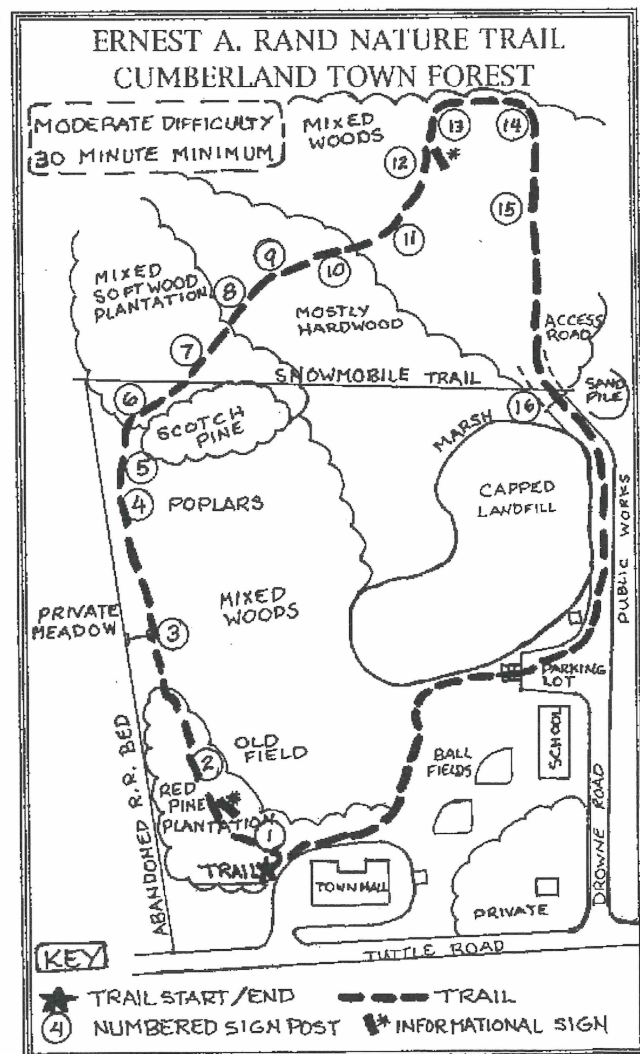 ERNEST A. RAND NATURE TRAIL
CUMBERLAND TOWN FOREST
MODERATE DIFFICULTY
30 MINUTE MINIMUM
MIXED
WOODS
13
14
12
15
11
9
10
MIXED
SOFTWOOD
PLANTATION
8
MOSTLY
HARDWOOD
ACCESS
ROAD
7
SNOWMOBILE TRAIL
6
16
SAND
PILE
SCOTCH
PINE
MARSH
5
4
POPLARS
CAPPED
LANDFILL
PUBLIC WORKS
PRIVATE
MEADOW
3
MIXED
WOODS
PARKING
LOT
ABANDONED R.R. BED
2
OLD
FIELD
BALL
FIELDS
SCHOOL
RED
PINE
PLANTATION
1
TRAIL
TOWN HALL
PRIVATE
DROWNE ROAD
TUTTLE ROAD
KEY
TRAIL START/END
TRAIL
4 NUMBERED SIGN POST
INFORMATIONAL SIGN